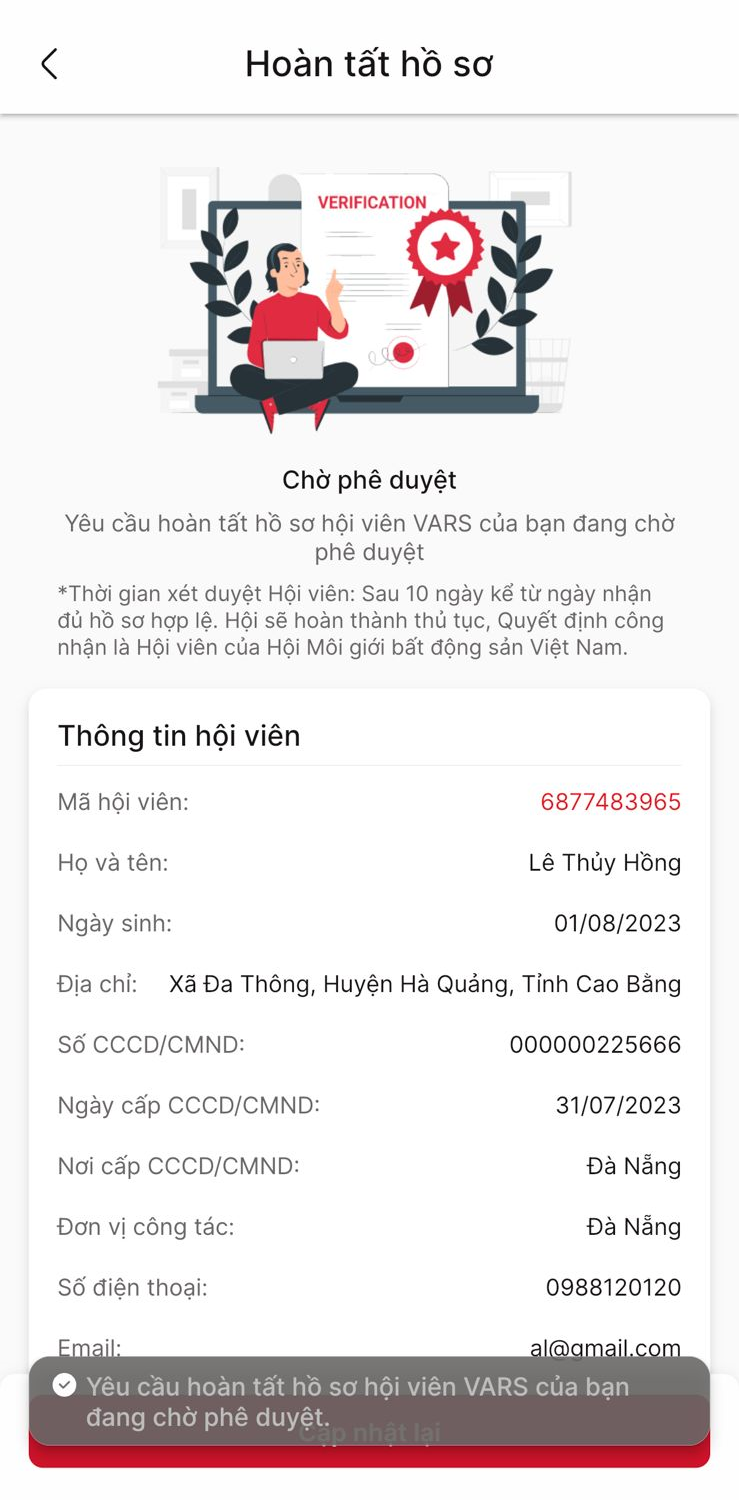 Hoàn tất hồ sơ
VERIFICATION
Chờ phê duyệt
Yêu cầu hoàn tất hồ sơ hội viên VARS của bạn đang chờ
phê duyệt
*Thời gian xét duyệt Hội viên: Sau 10 ngày kể từ ngày nhận
đủ hồ sơ hợp lệ. Hội sẽ hoàn thành thủ tục, Quyết định công
nhận là Hội viên của Hội Môi giới bất động sản Việt Nam.
Thông tin hội viên
Mã hội viên: 6877483965
Họ và tên: Lê Thủy Hồng
Ngày sinh: 01/08/2023
Địa chỉ: Xã Đa Thông, Huyện Hà Quảng, Tỉnh Cao Bằng
Số CCCD/CMND: 000000225666
Ngày cấp CCCD/CMND: 31/07/2023
Nơi cấp CCCD/CMND: Đà Nẵng
Đơn vị công tác: Đà Nẵng
Số điện thoại: 0988120120
Email: al@gmail.com
Yêu cầu hoàn tất hồ sơ hội viên VARS của bạn
đang chờ phê duyệt.
Cập nhật lại